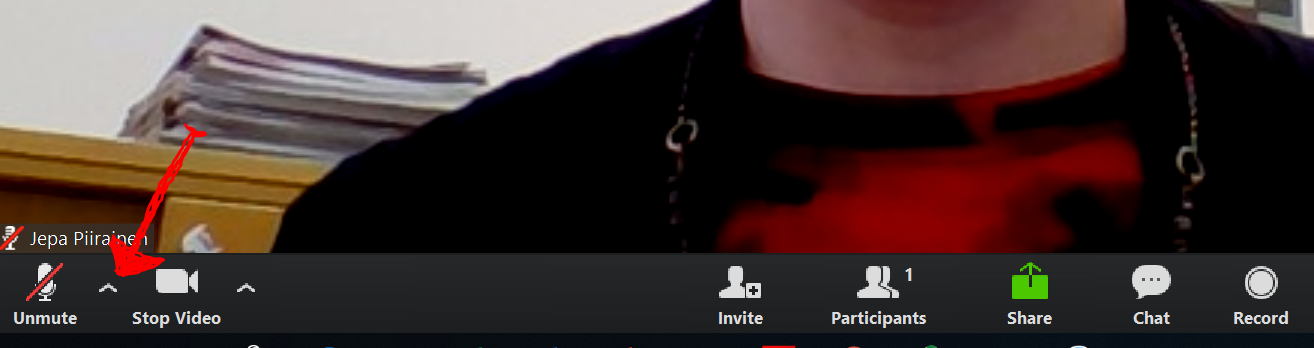 Jepa Piirainen
1
Unmute
Stop Video
Invite
Participants
Share
Chat
Record